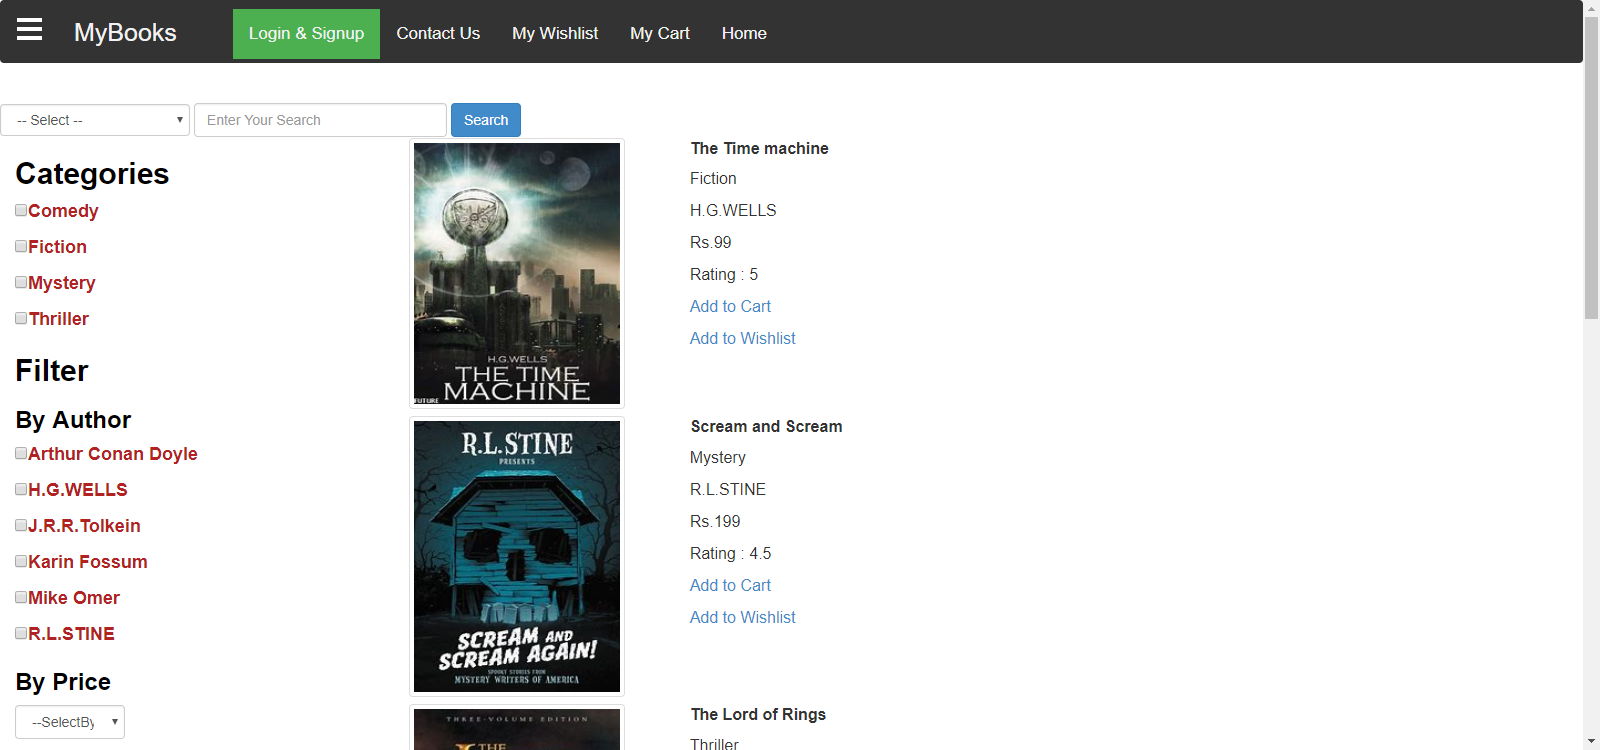 MyBooks
Login & Signup
Contact Us
My Wishlist
My Cart
Home
-- Select --
Enter Your Search
Search
Categories
Comedy
Fiction
Mystery
Thriller
Filter
By Author
Arthur Conan Doyle
H.G.WELLS
J.R.R.Tolkein
Karin Fossum
Mike Omer
R.L.STINE
By Price
--SelectBy
H.G.WELLS
THE TIME
MACHINE
FUTURE
The Time machine
Fiction
H.G.WELLS
Rs.99
Rating : 5
Add to Cart
Add to Wishlist
R.L.STINE
PRESENTS
SCREAM AND
SCREAM AGAIN!
SPOOKY STORIES FROM
MYSTERY WRITERS OF AMERICA
Scream and Scream
Mystery
R.L.STINE
Rs.199
Rating : 4.5
Add to Cart
Add to Wishlist
THREE-VOLUME EDITION
THE
The Lord of Rings
Thriller